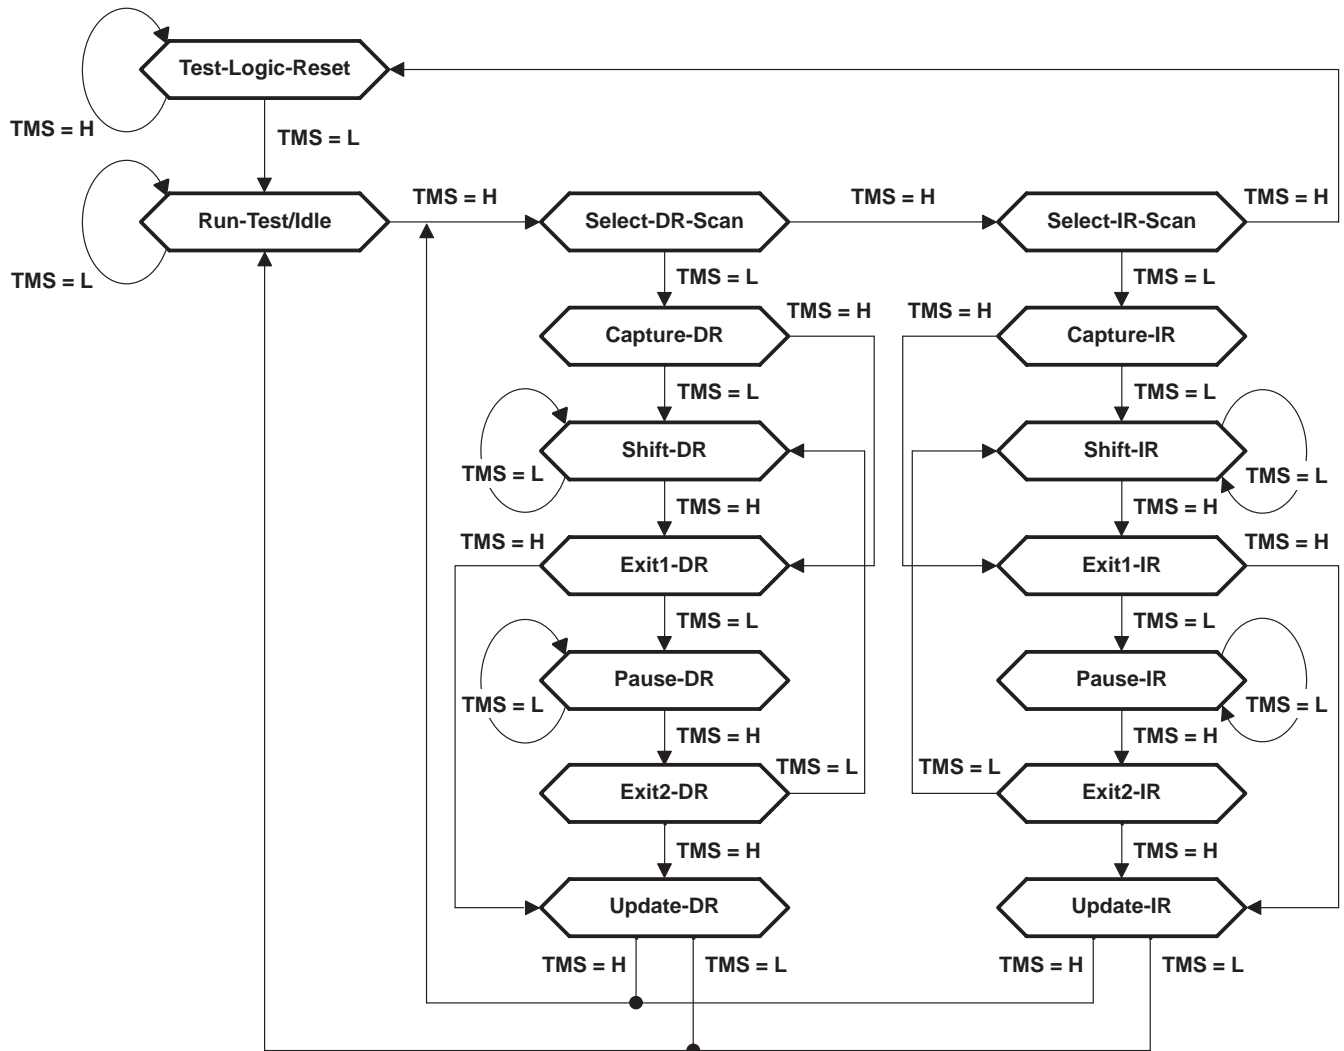 Test-Logic-Reset
TMS = H
TMS = L
Run-Test/Idle
TMS = L
TMS = H
Select-DR-Scan
TMS = H
Select-IR-Scan
TMS = H
TMS = L
TMS = L
TMS = H
TMS = H
Capture-DR
Capture-IR
TMS = L
TMS = L
Shift-DR
Shift-IR
TMS = L
TMS = L
TMS = H
TMS = H
TMS = H
TMS = H
Exit1-DR
Exit1-IR
TMS = L
TMS = L
Pause-DR
Pause-IR
TMS = L
TMS = L
TMS = H
TMS = H
TMS = L
TMS = L
Exit2-DR
Exit2-IR
TMS = H
TMS = H
Update-DR
Update-IR
TMS = H
TMS = L
TMS = H
TMS = L